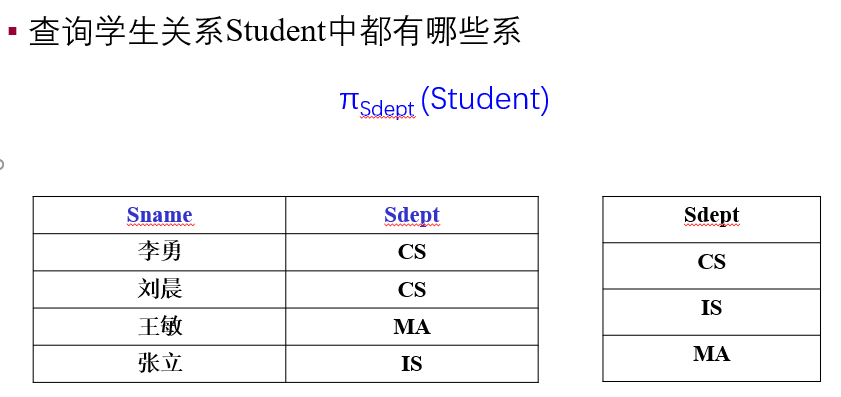 ▪ 查询学生关系Student中都有哪些系
πSdept (Student)
Sname Sdept
李勇 CS
刘晨 CS
王敏 MA
张立 IS
Sdept
CS
IS
MA